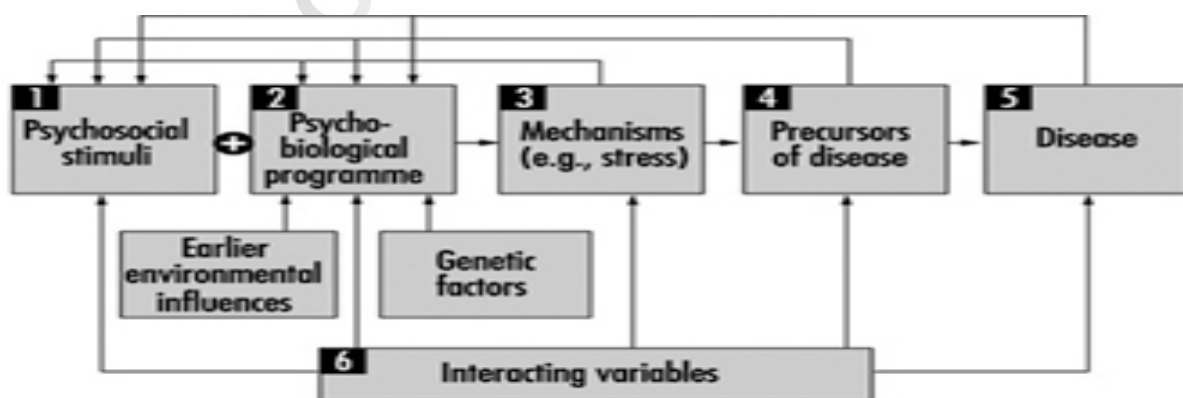 1
Psychosocial
stimuli
+
2
Psycho-
biological
programme
3
Mechanisms
(e.g., stress)
4
Precursors
of disease
5
Disease
Earlier
environmental
influences
Genetic
factors
6
Interacting variables